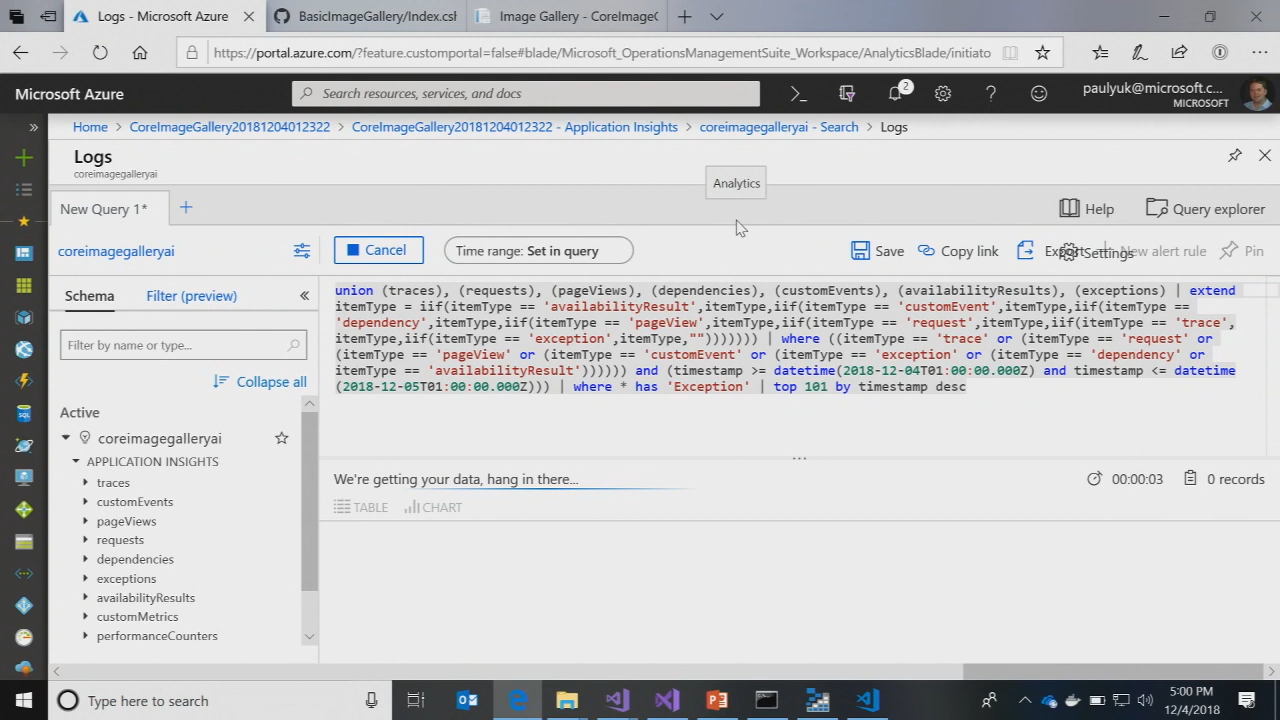 Logs - Microsoft Azure
BasicImageGallery/Index.csh
Image Gallery - CoreImageG
https://portal.azure.com/?feature.customportal=false#blade/Microsoft_OperationsManagementSuite_Workspace/AnalyticsBlade/initiato
Microsoft Azure
Search resources, services, and docs
2
paulyuk@microsoft.c...
MICROSOFT
Home > CoreImageGallery20181204012322 > CoreImageGallery20181204012322 - Application Insights > coreimagegalleryai - Search > Logs
Logs
coreimagegalleryai
Analytics
New Query 1*
Help
Query explorer
coreimagegalleryai
Cancel
Time range: Set in query
Save
Copy link
Export
Settings
New alert rule
Pin
Schema
Filter (preview)
Filter by name or type...
Collapse all
Active
coreimagegalleryai
APPLICATION INSIGHTS
traces
customEvents
pageViews
requests
dependencies
exceptions
availabilityResults
customMetrics
performanceCounters
union (traces), (requests), (pageViews), (dependencies), (customEvents), (availabilityResults), (exceptions) | extend
itemType = iif(itemType == 'availabilityResult',itemType,iif(itemType == 'customEvent',itemType,iif(itemType ==
'dependency',itemType,iif(itemType == 'pageView',itemType,iif(itemType == 'request',itemType,iif(itemType == 'trace',
itemType,iif(itemType == 'exception',itemType,""))))))) | where ((itemType == 'trace' or (itemType == 'request' or
(itemType == 'pageView' or (itemType == 'customEvent' or (itemType == 'exception' or (itemType == 'dependency' or
itemType == 'availabilityResult')))))) and (timestamp >= datetime(2018-12-04T01:00:00.000Z) and timestamp <= datetime
(2018-12-05T01:00:00.000Z))) | where * has 'Exception' | top 101 by timestamp desc
We're getting your data, hang in there...
00:00:03
0 records
TABLE
CHART
Type here to search
5:00 PM
12/4/2018